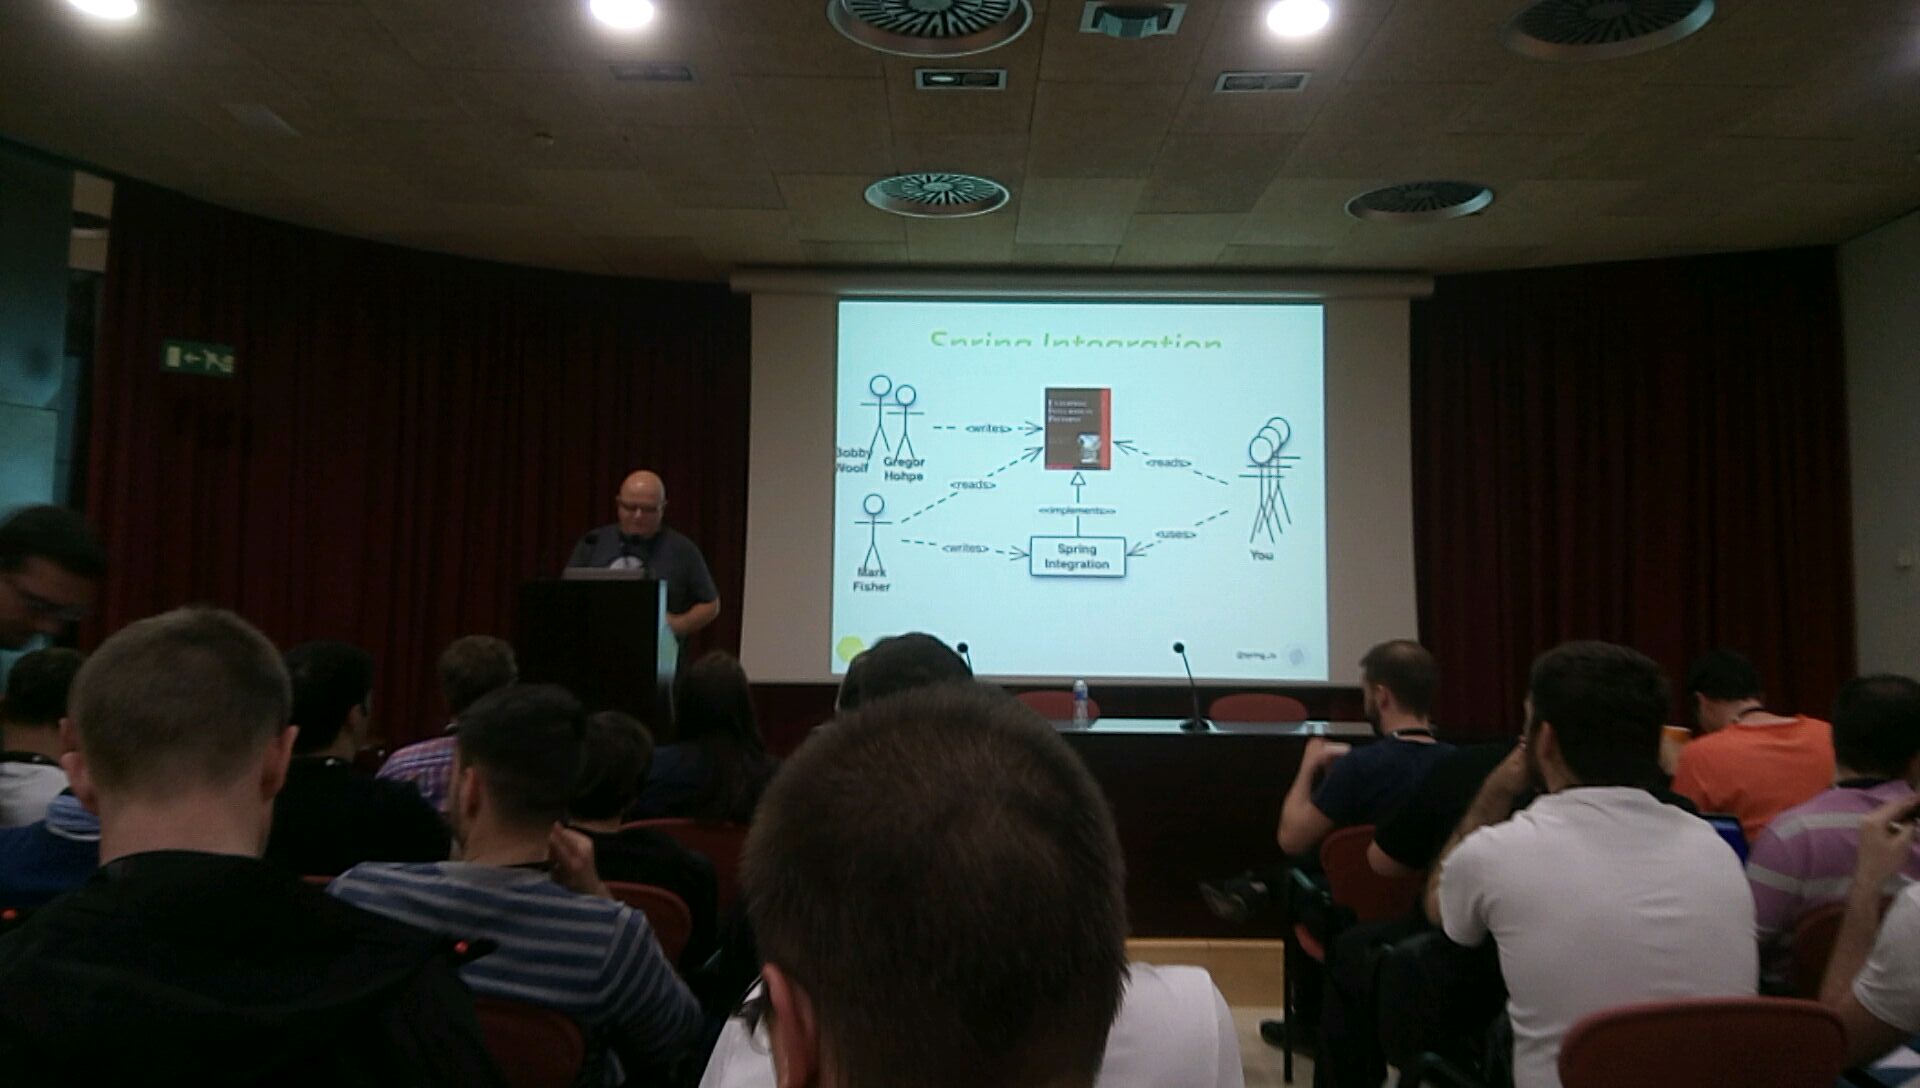 Spring Integration
<writes>
Bobby
Woolf
Gregor
Hohpe
<reads>
<reads>
<<implements>>
Mark
Fisher
<writes>
Spring
Integration
<uses>
You